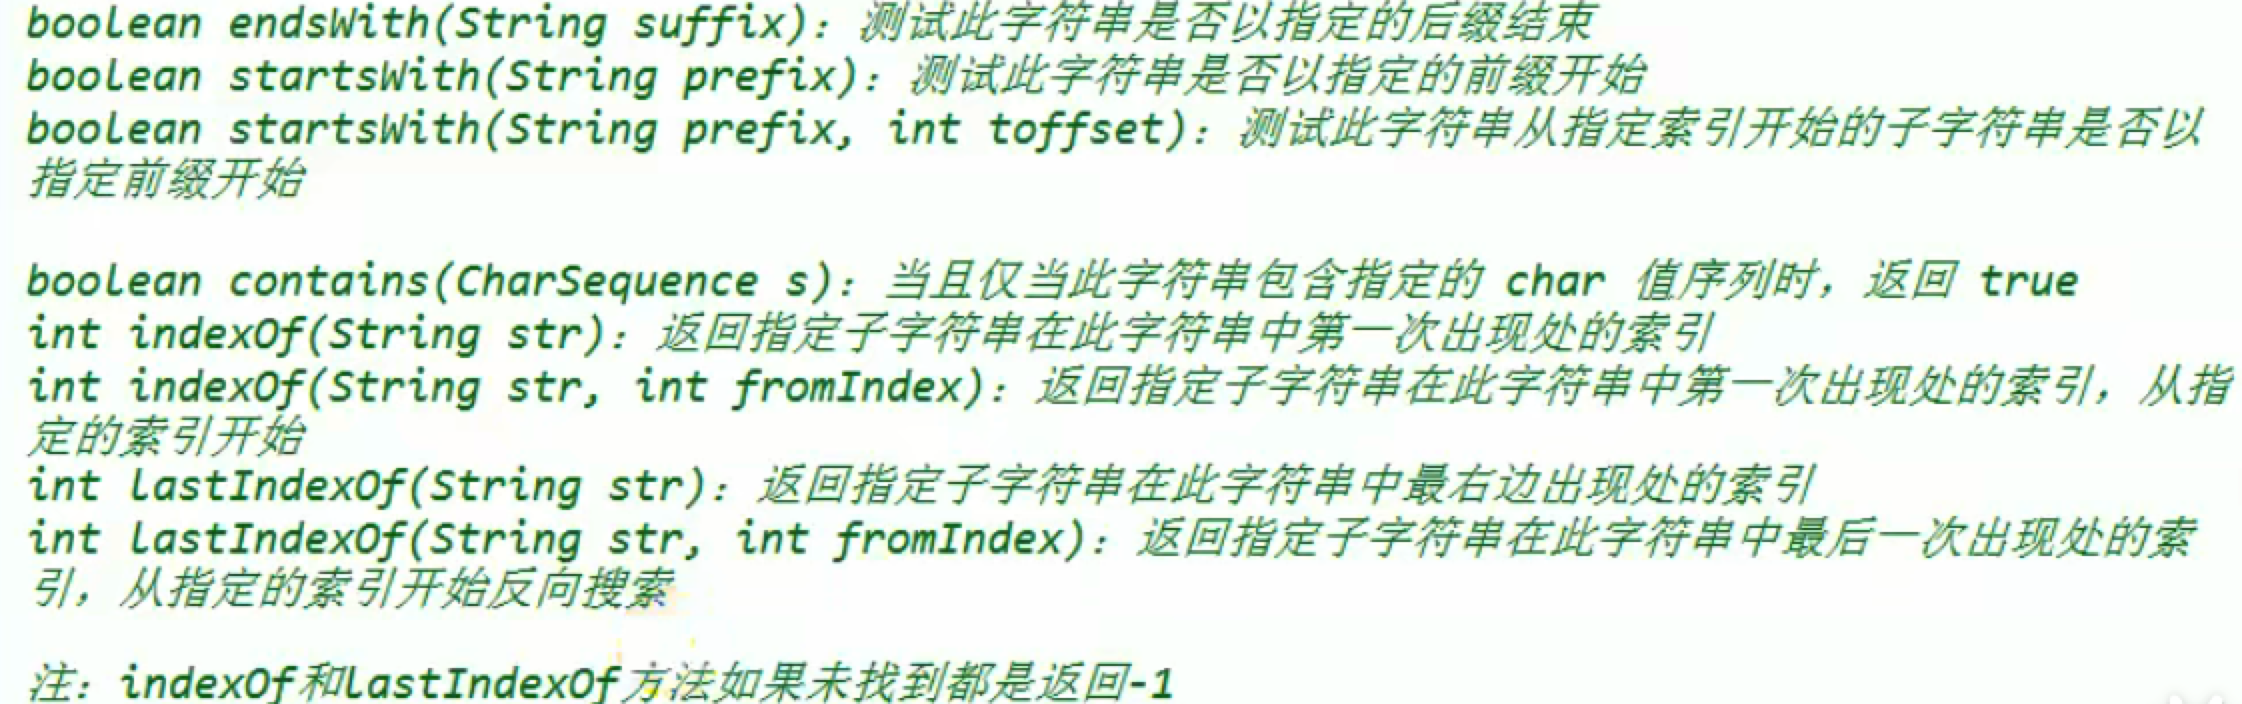 boolean endsWith(String suffix)：测试此字符串是否以指定的后缀结束
boolean startsWith(String prefix)：测试此字符串是否以指定的前缀开始
boolean startsWith(String prefix, int toffset)：测试此字符串从指定索引开始的子字符串是否以
指定前缀开始
boolean contains(CharSequence s)：当且仅当此字符串包含指定的 char 值序列时，返回 true
int indexOf(String str)：返回指定子字符串在此字符串中第一次出现处的索引
int indexOf(String str, int fromIndex)：返回指定子字符串在此字符串中第一次出现处的索引，从指
定的索引开始
int lastIndexOf(String str)：返回指定子字符串在此字符串中最右边出现处的索引
int lastIndexOf(String str, int fromIndex)：返回指定子字符串在此字符串中最后一次出现处的索
引，从指定的索引开始反向搜索
注：indexOf和lastIndexOf方法如果未找到都是返回-1